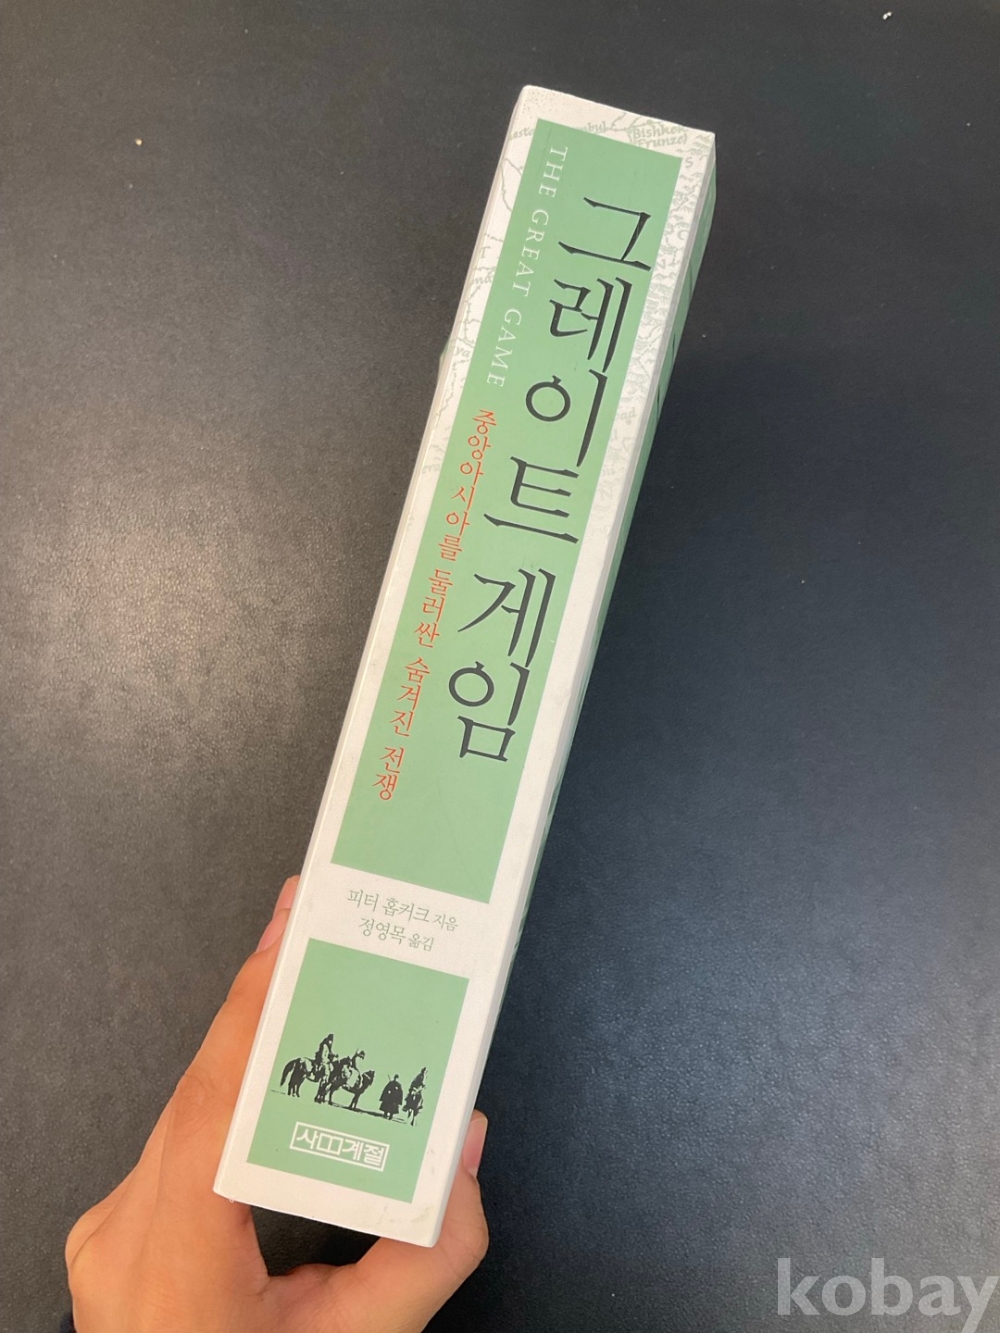 Bishkek
(Frunze)
THE GREAT GAME
그레이트 게임
중앙아시아를 둘러싼 숨겨진 전쟁
피터 홉커크 지음
정영목 옮김
사계절
kobay